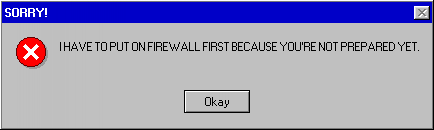 SORRY!
I HAVE TO PUT ON FIREWALL FIRST BECAUSE YOU'RE NOT PREPARED YET.
Okay